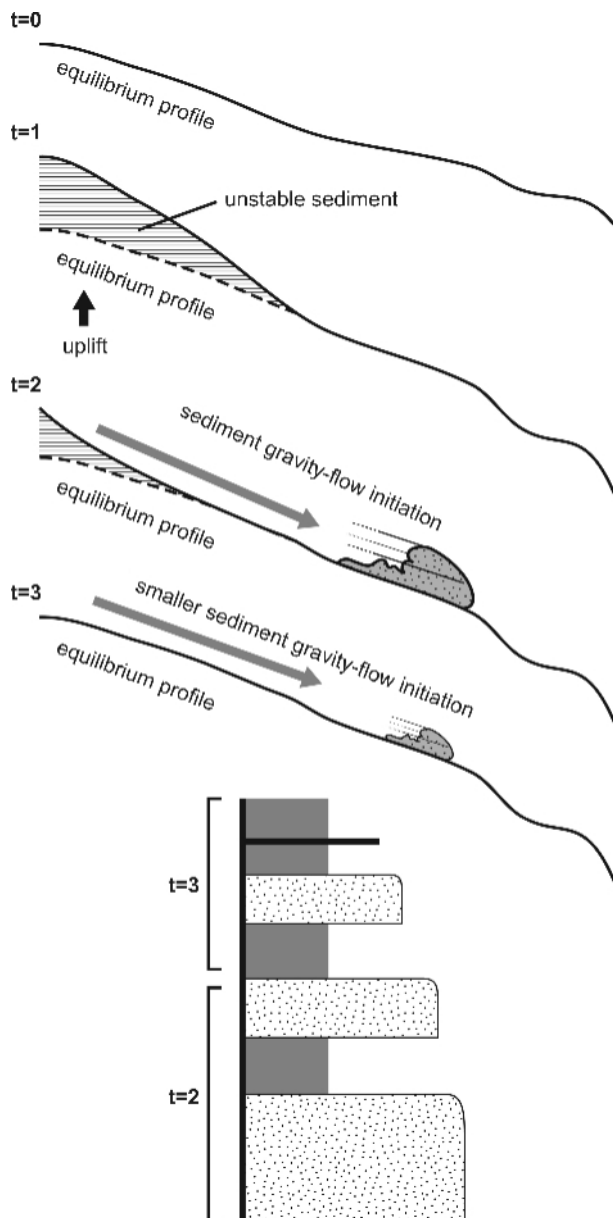 t=0
equilibrium profile
t=1
unstable sediment
equilibrium profile
uplift
t=2
sediment gravity-flow initiation
equilibrium profile
t=3
smaller sediment gravity-flow initiation
equilibrium profile
t=3
t=2